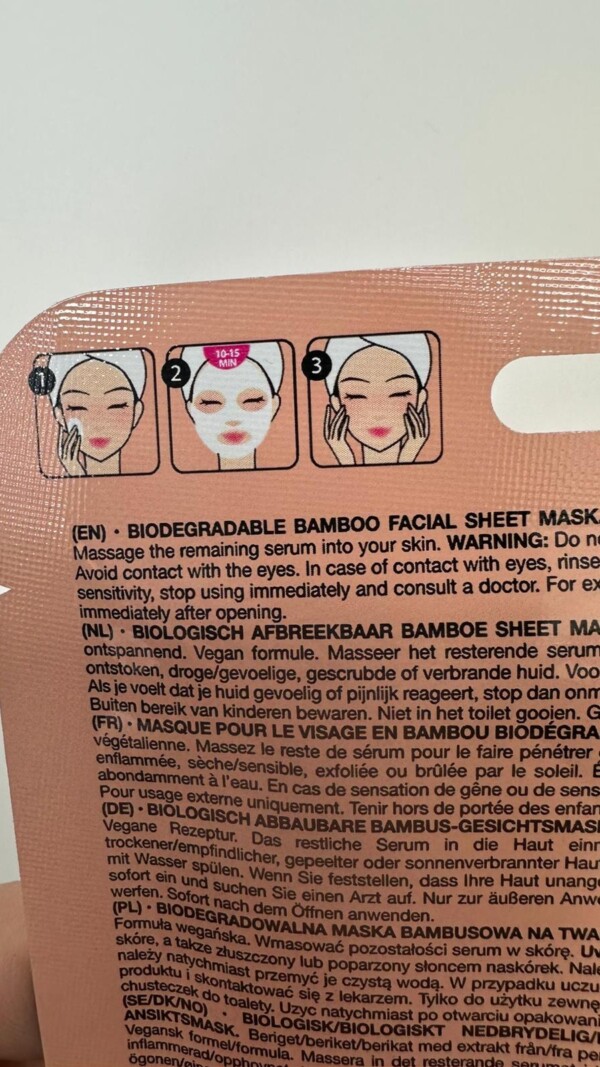 1
2
10-15
MIN
3
(EN) • BIODEGRADABLE BAMBOO FACIAL SHEET MASK
Massage the remaining serum into your skin. WARNING: Do
Avoid contact with the eyes. In case of contact with eyes, rinse
sensitivity, stop using immediately and consult a doctor. For
immediately after opening.
(NL) • BIOLOGISCH AFBREEKBAAR BAMBOE SHEET
ontspannend. Vegan formule. Masseer het resterende serum
ontstoken, droge/gevoelige, gescrubde of verbrande huid.
Als je voelt dat je huid gevoelig of pijnlijk reageert, stop dan
Buiten bereik van kinderen bewaren. Niet in het toilet gooien.
(FR) • MASQUE POUR LE VISAGE EN BAMBOU
végétalienne. Massez le reste de sérum pour le faire pénétrer
enflammée, sèche/sensible, exfoliée ou brûlée par le soleil.
abondamment à l'eau. En cas de sensation de gêne ou de
Pour usage externe uniquement. Tenir hors de portée des
(DE) • BIOLOGISCH ABBAUBARE
Vegane Rezeptur. Das restliche Serum in die Haut
trockener/empfindlicher, gepeelter oder sonnenverbrannter
mit Wasser spülen. Wenn Sie feststellen, dass Ihre Haut
sofort ein und suchen Sie einen Arzt auf. Nur zur äußeren
werfen. Sofort nach dem Öffnen anwenden.
(PL) • BIODEGRADOWALNA MASKA BAMBUSOWA NA
Formuła wegańska. Wmasować pozostałości serum w skórę.
skóre, a także złuszczony lub poparzony słoncem naskórek.
należy natychmiast przemyć je czystą wodą. W przypadku
produktu i skontaktować się z lekarzem. Tylko do użytku
chusteczek do toalety. Uzyc natychmiast po otwarciu
(SE/DK/NO) • BIOLOGISK/BIOLOGISKT
ANSIKTSMASK. Beriget/beriket/berikat med extrakt från/fra
Vegansk formel/formula. Massera in det resterande